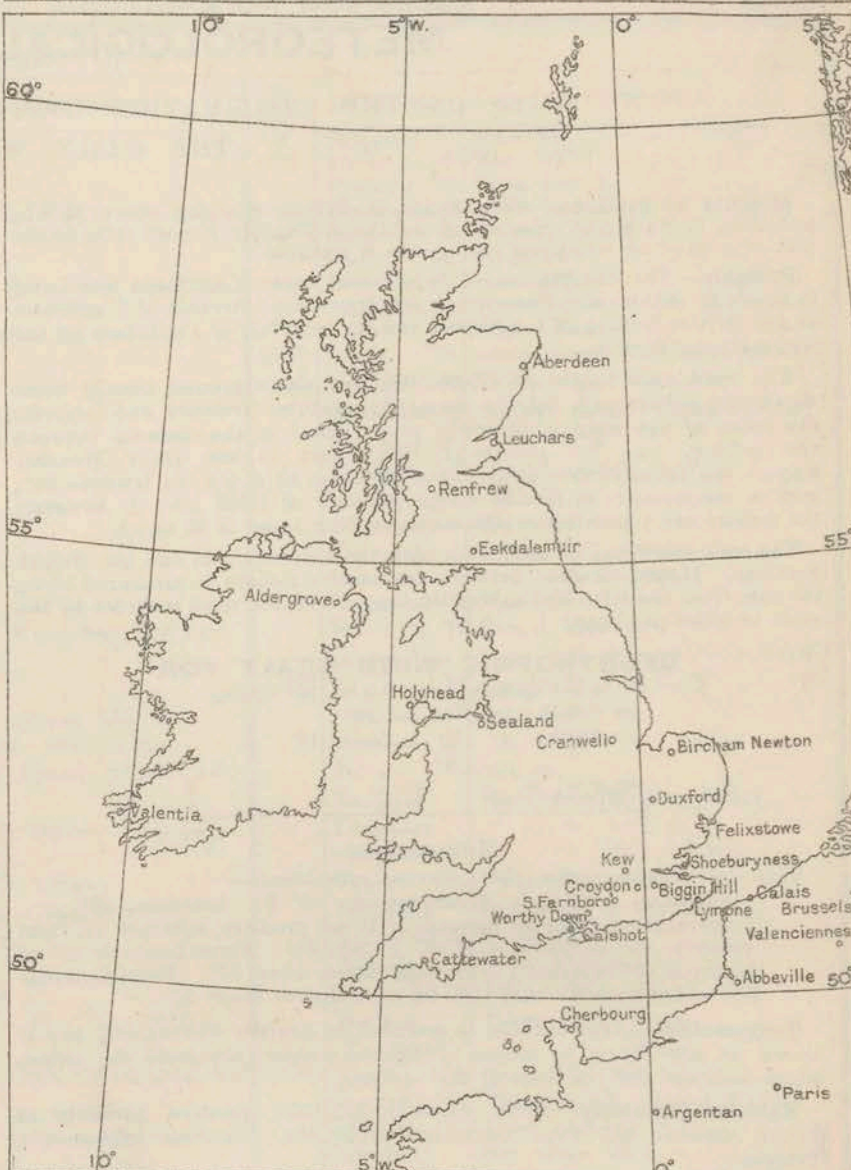 10° 5°W. 0° 5°E.
60°
Aberdeen
Leuchars
Renfrew
55° 55°
Eskdalemuir
Aldergrove
Holyhead
Sealand
Cranwell
Bircham Newton
Valentia
Duxford
Felixstowe
Kew
Shoeburyness
Croydon
Biggin Hill
Calais
S. Farnboro
Lympne
Brussels
Worthy Down
Calshot
Valenciennes
50° 50°
Cattewater
Abbeville
Cherbourg
Paris
Argentan
10° 5°W. 0°